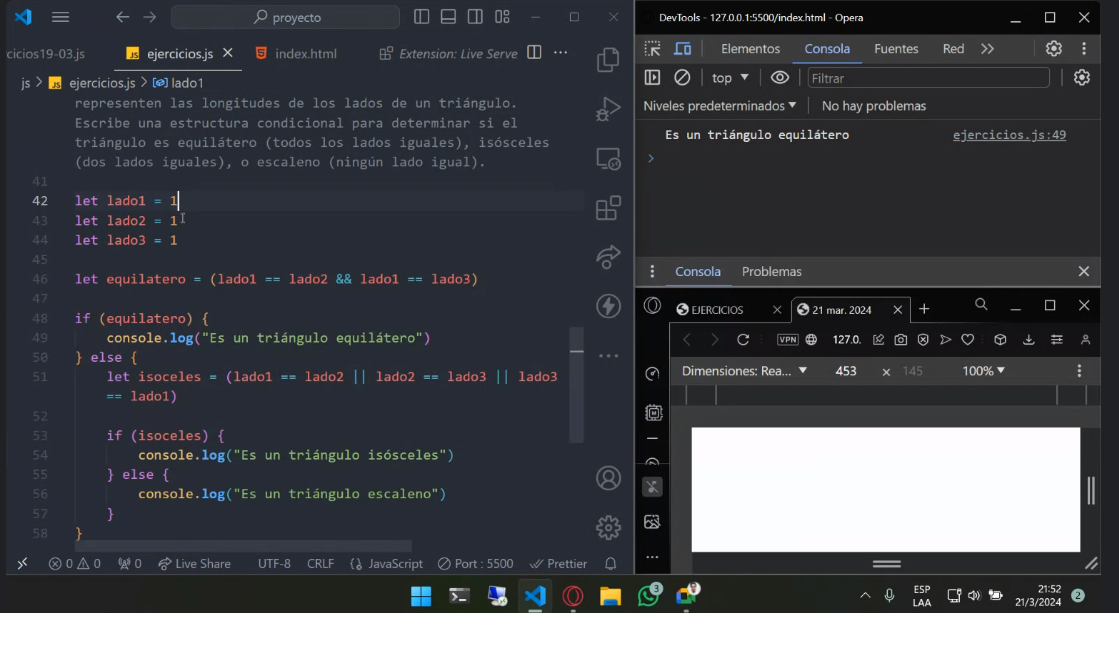 proyecto
cicios19-03.js
JS ejercicios.js
index.html
Extension: Live Serve
js > JS ejercicios.js > lado1
representen las longitudes de los lados de un triángulo.
Escribe una estructura condicional para determinar si el
triángulo es equilátero (todos los lados iguales), isósceles
(dos lados iguales), o escaleno (ningún lado igual).
41
42 let lado1 = 1
43 let lado2 = 1
44 let lado3 = 1
45
46 let equilatero = (lado1 == lado2 && lado1 == lado3)
47
48 if (equilatero) {
49 console.log("Es un triángulo equilátero")
50 } else {
51 let isoceles = (lado1 == lado2 || lado2 == lado3 || lado3
== lado1)
52
53 if (isoceles) {
54 console.log("Es un triángulo isósceles")
55 } else {
56 console.log("Es un triángulo escaleno")
57 }
58 }
0 0 0 Live Share UTF-8 CRLF JavaScript Port : 5500 Prettier
DevTools - 127.0.0.1:5500/index.html - Opera
Elementos Consola Fuentes Red
top Filtrar
Niveles predeterminados No hay problemas
Es un triángulo equilátero ejercicios.js:49
Consola Problemas
EJERCICIOS
21 mar. 2024
VPN 127.0.
Dimensiones: Rea... 453 x 145 100%
3
ESP
LAA
21:52
21/3/2024
2